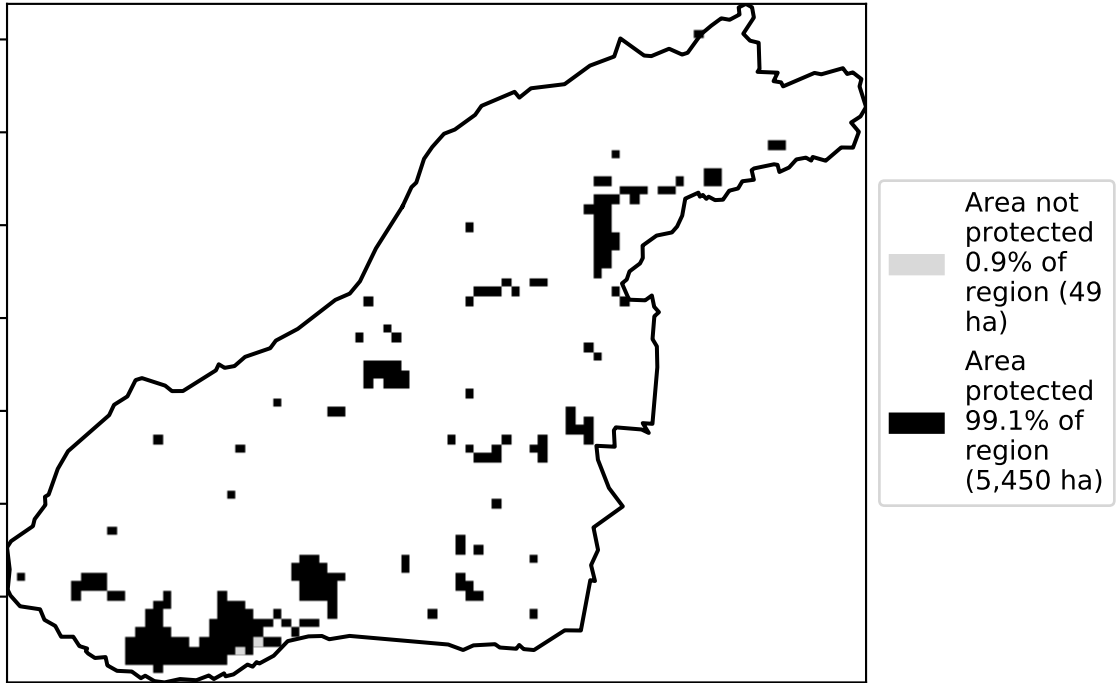 Area not
protected
0.9% of
region (49
ha)
Area
protected
99.1% of
region
(5,450 ha)